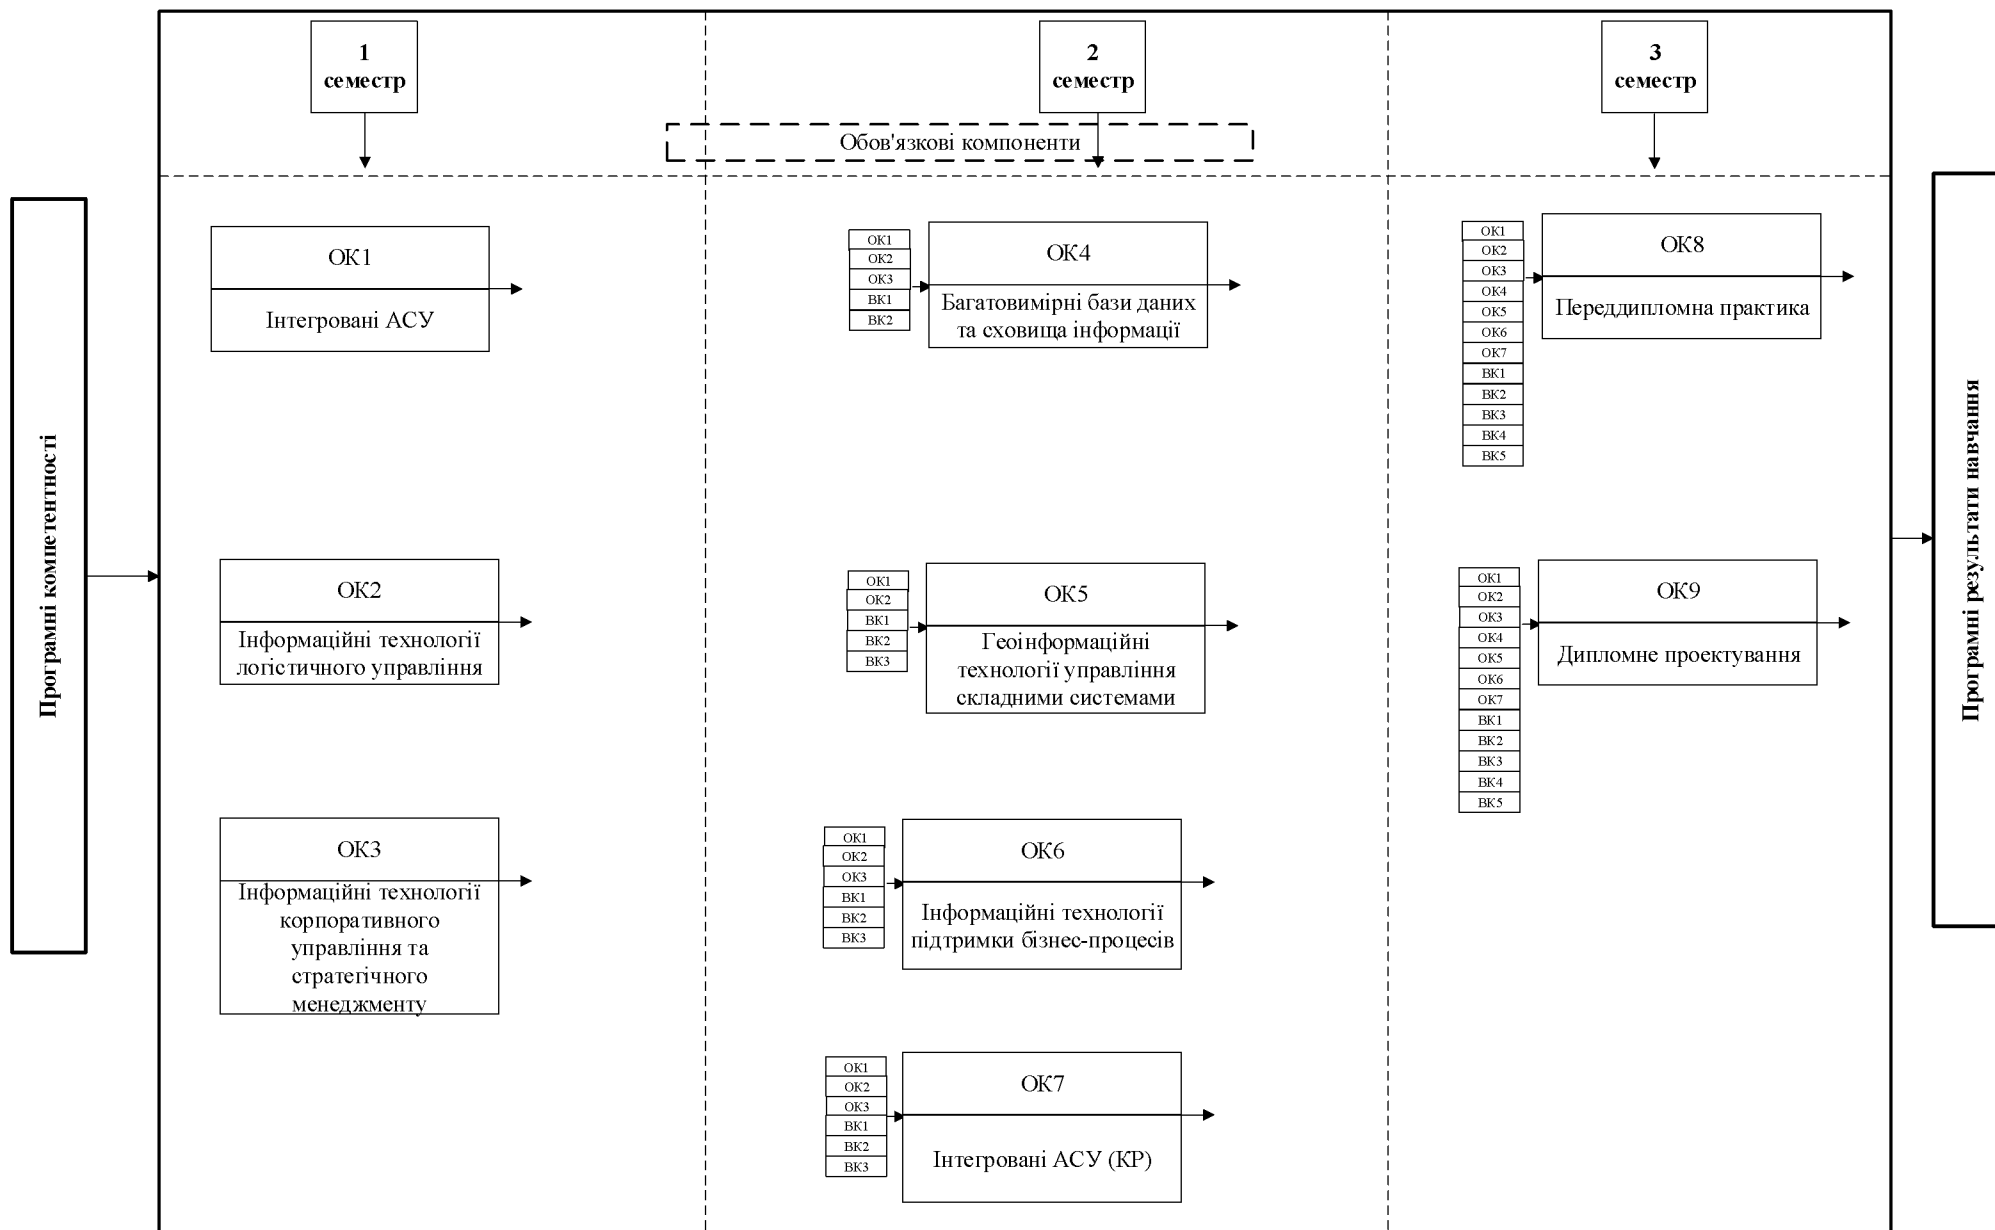 1
семестр
2
семестр
3
семестр
Обов'язкові компоненти
Програмні компетентності
ОК1
Інтегровані АСУ
ОК2
Інформаційні технології
логістичного управління
ОК3
Інформаційні технології
корпоративного
управління та
стратегічного
менеджменту
ОК1
ОК2
ОК3
ВК1
ВК2
ОК4
Багатовимірні бази даних
та сховища інформації
ОК1
ОК2
ВК1
ВК2
ВК3
ОК5
Геоінформаційні
технології управління
складними системами
ОК1
ОК2
ОК3
ВК1
ВК2
ВК3
ОК6
Інформаційні технології
підтримки бізнес-процесів
ОК1
ОК2
ОК3
ВК1
ВК2
ВК3
ОК7
Інтегровані АСУ (КР)
ОК1
ОК2
ОК3
ОК4
ОК5
ОК6
ОК7
ВК1
ВК2
ВК3
ВК4
ВК5
ОК8
Переддипломна практика
ОК1
ОК2
ОК3
ОК4
ОК5
ОК6
ОК7
ВК1
ВК2
ВК3
ВК4
ВК5
ОК9
Дипломне проектування
Програмні результати навчання